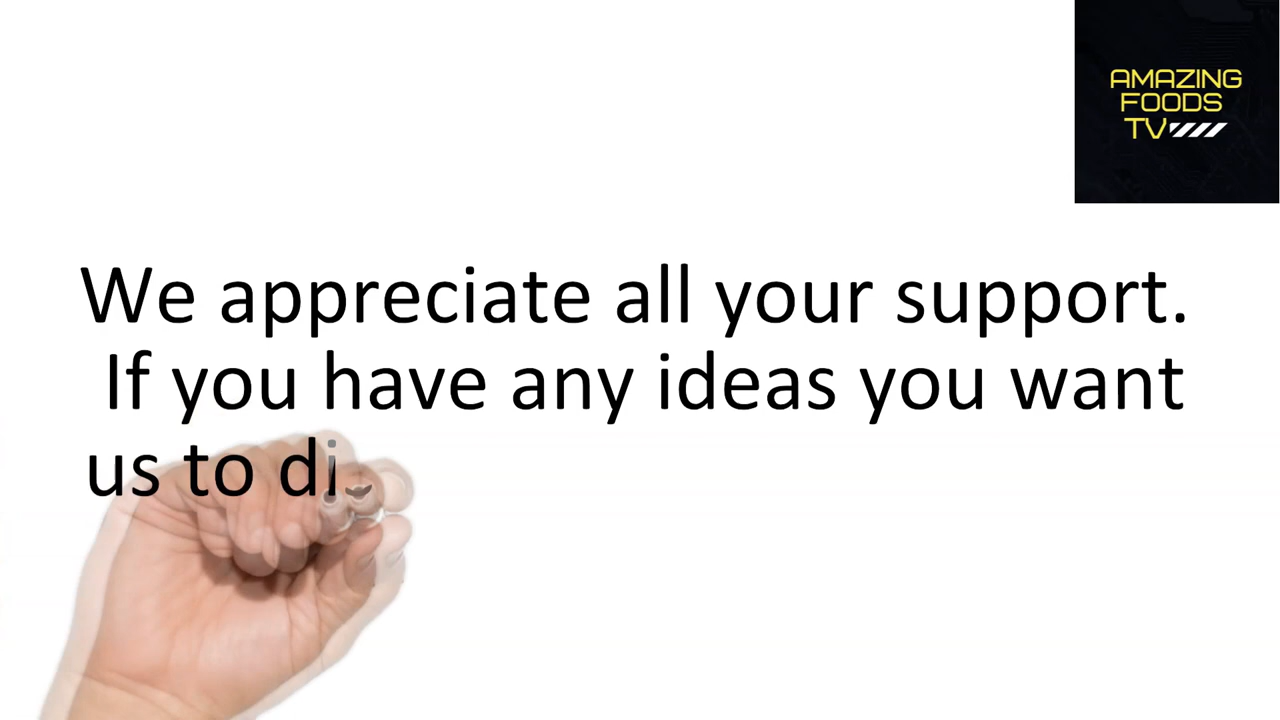 AMAZING
FOODS
TV
We appreciate all your support.
If you have any ideas you want
us to di